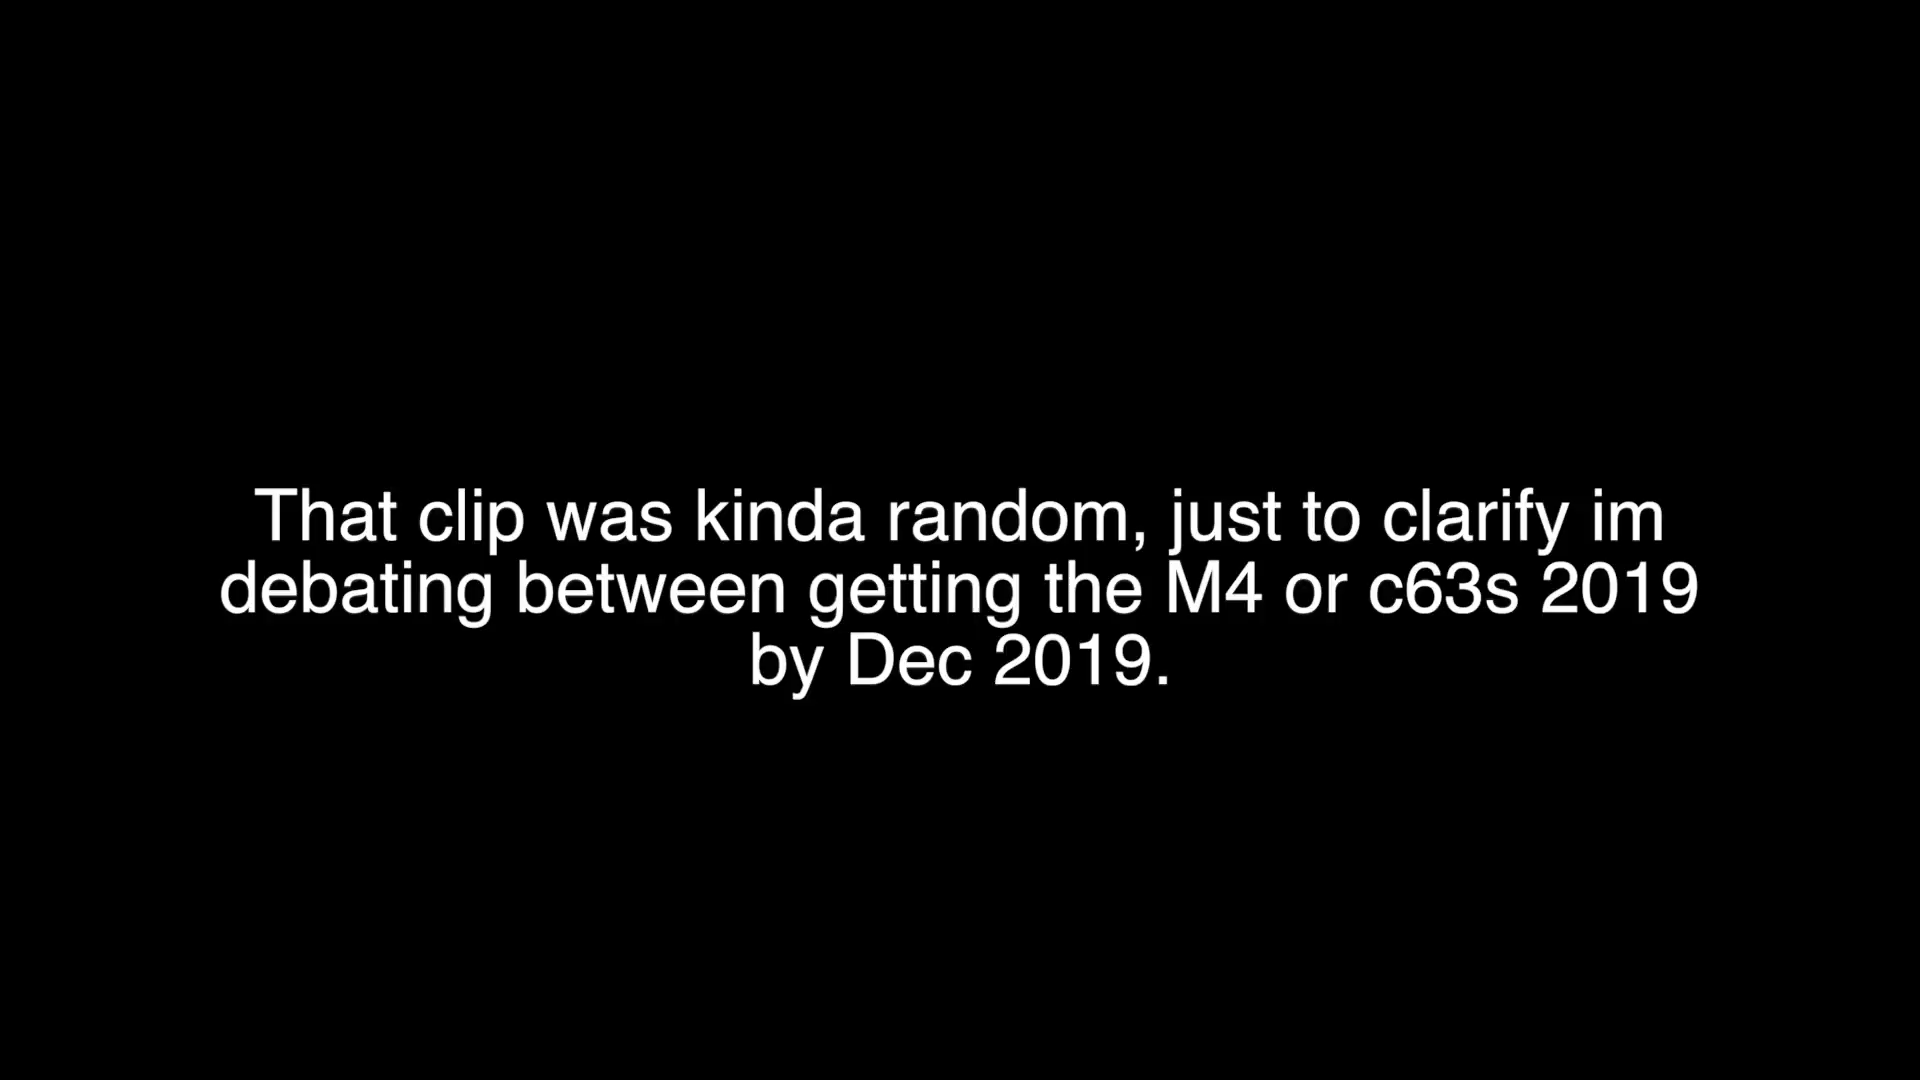 That clip was kinda random, just to clarify im
debating between getting the M4 or c63s 2019
by Dec 2019.